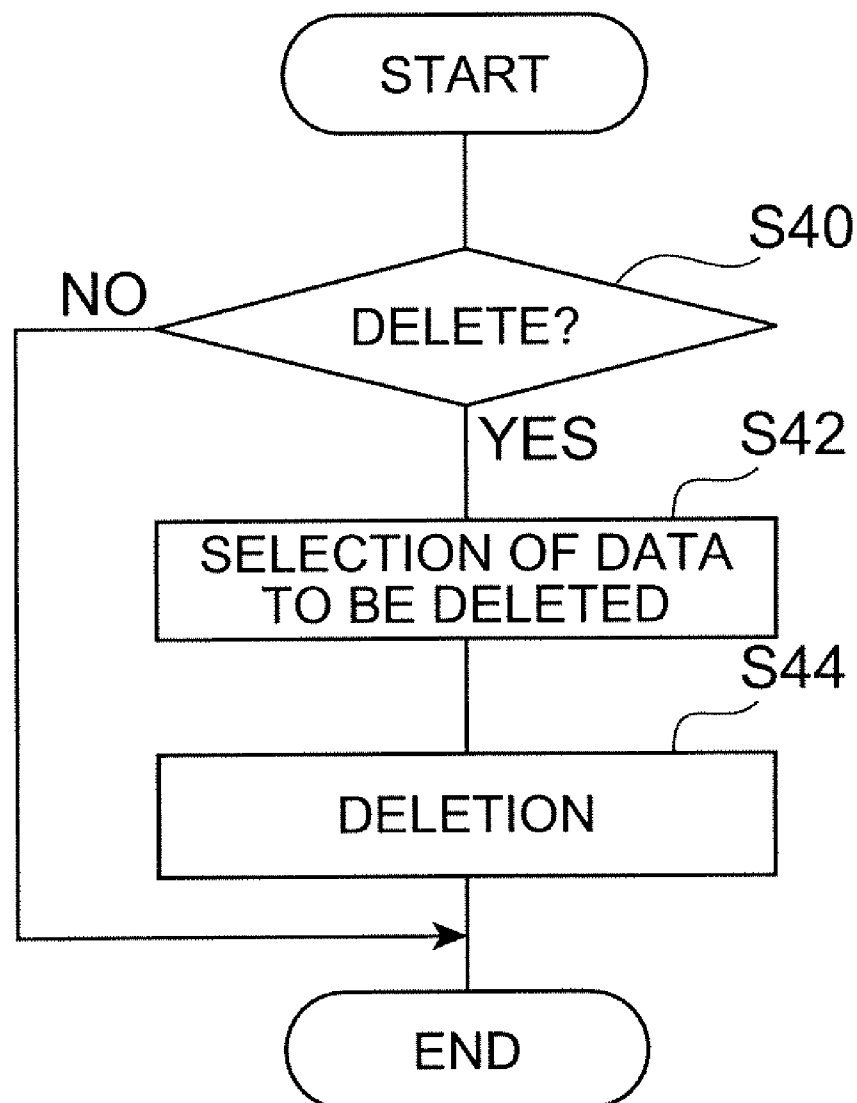 START
S40
NO
DELETE?
YES
S42
SELECTION OF DATA
TO BE DELETED
S44
DELETION
END